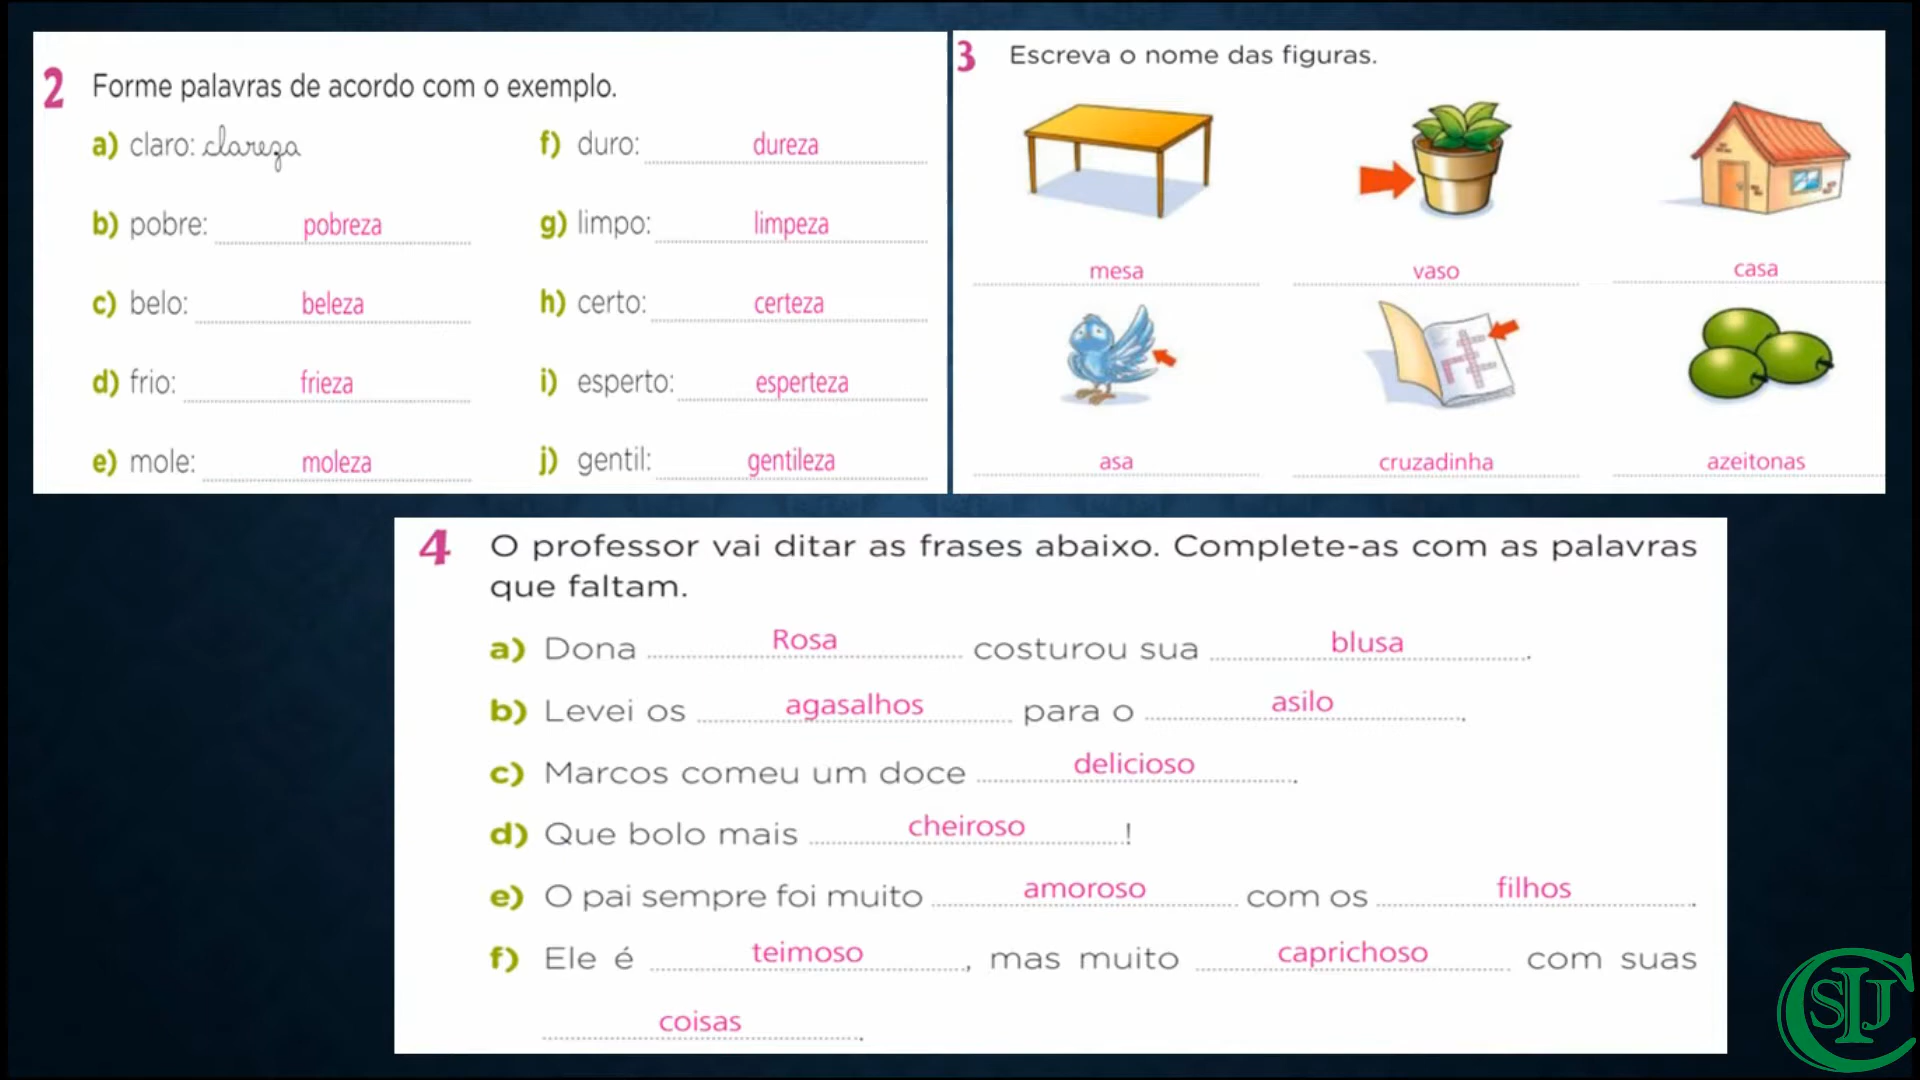 2 Forme palavras de acordo com o exemplo.
a) claro: clareza
b) pobre: pobreza
c) belo: beleza
d) frio: frieza
e) mole: moleza
f) duro: dureza
g) limpo: limpeza
h) certo: certeza
i) esperto: esperteza
j) gentil: gentileza
3 Escreva o nome das figuras.
mesa vaso casa
asa cruzadinha azeitonas
4 O professor vai ditar as frases abaixo. Complete-as com as palavras
que faltam.
a) Dona Rosa costurou sua blusa.
b) Levei os agasalhos para o asilo.
c) Marcos comeu um doce delicioso.
d) Que bolo mais cheiroso!
e) O pai sempre foi muito amoroso com os filhos.
f) Ele é teimoso, mas muito caprichoso com suas
coisas.
CSIJ